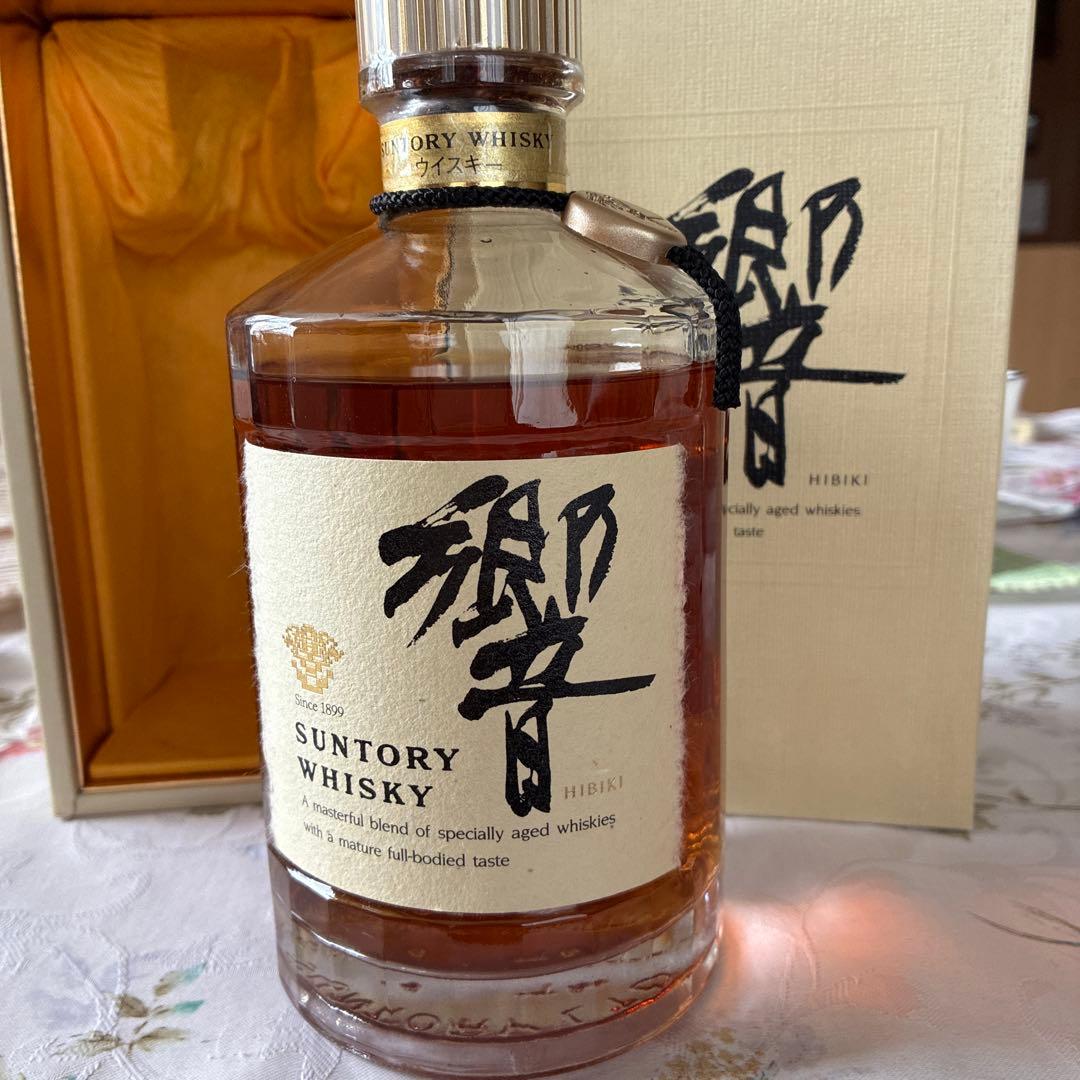 SUNTORY WHISKY
ウイスキー
響
HIBIKI
Since 1899
SUNTORY
WHISKY
A masterful blend of specially aged whiskies
with a mature full-bodied taste
響
HIBIKI
cially aged whiskies
taste